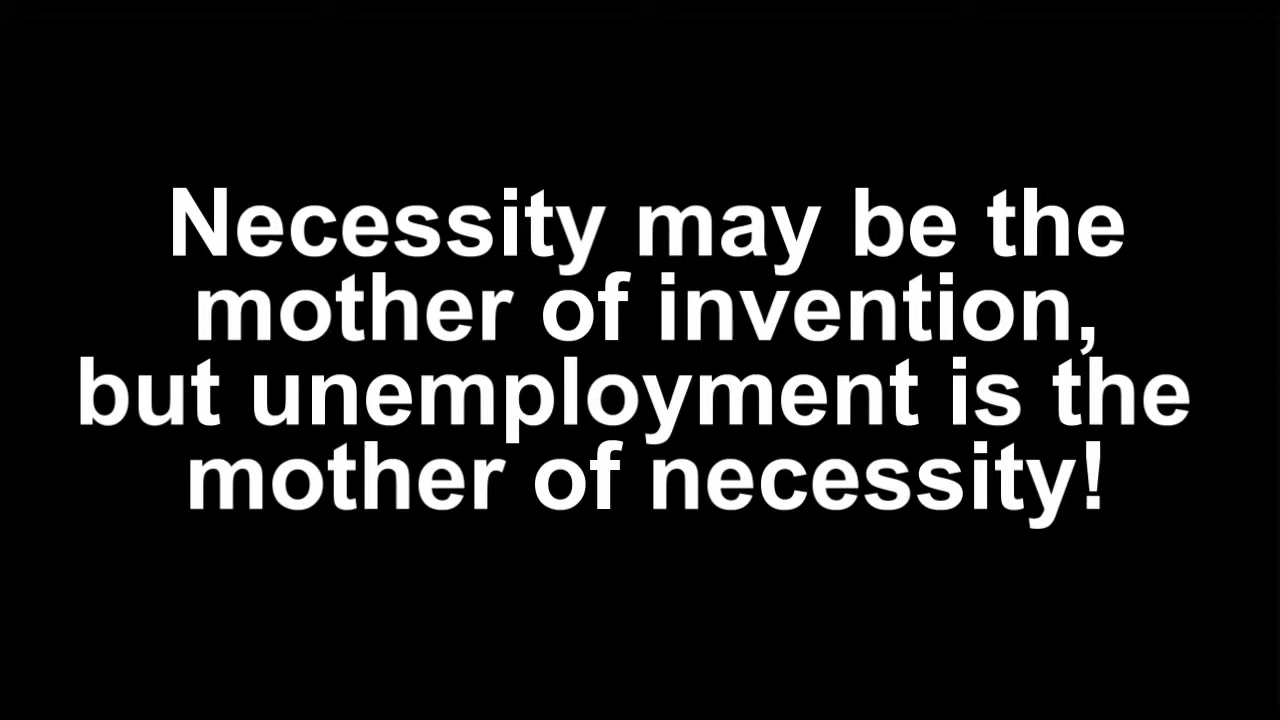 Necessity may be the
mother of invention,
but unemployment is the
mother of necessity!